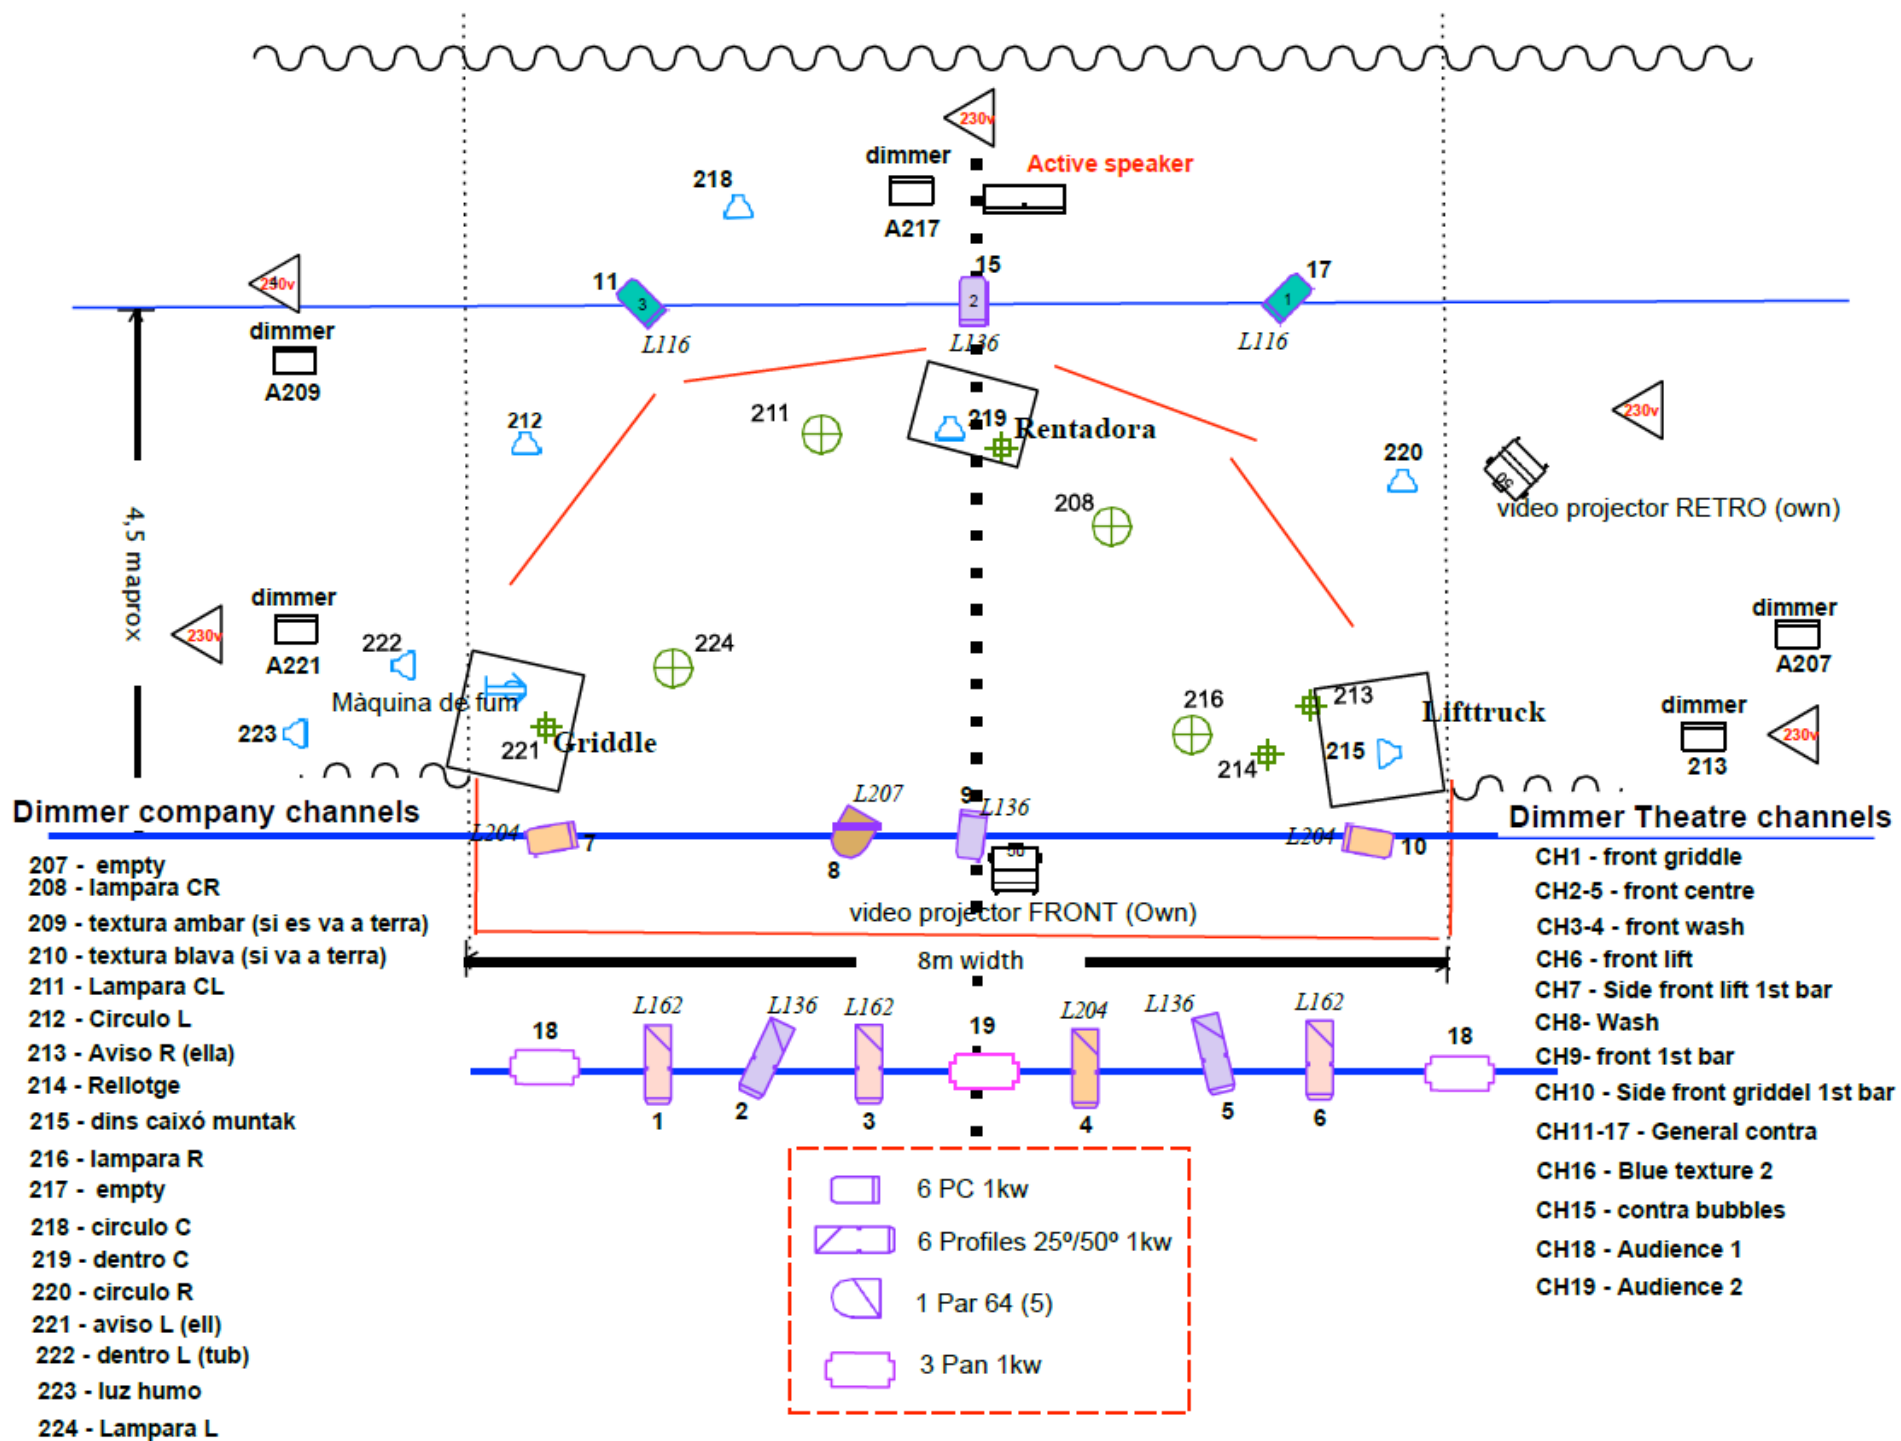 230v
dimmer
Active speaker
218
A217
15
11
17
230v
4
3
2
1
dimmer
L116
L136
L116
A209
230v
212
211
219
Rentadora
220
208
50
video projector RETRO (own)
4,5 maprox
dimmer
dimmer
230v
222
224
A221
A207
Màquina de fum
216
213
Lifttruck
dimmer
223
221
Griddle
215
230v
214
213
L207
9
L136
Dimmer company channels
Dimmer Theatre channels
L204
7
8
L204
10
50
207 - empty
208 - lampara CR
209 - textura ambar (si es va a terra)
210 - textura blava (si va a terra)
211 - Lampara CL
212 - Circulo L
213 - Aviso R (ella)
214 - Rellotge
215 - dins caixó muntak
216 - lampara R
217 - empty
218 - circulo C
219 - dentro C
220 - circulo R
221 - aviso L (ell)
222 - dentro L (tub)
223 - luz humo
224 - Lampara L
video projector FRONT (Own)
8m width
L162
L136
L162
L204
L136
L162
18
19
18
1
2
3
4
5
6
6 PC 1kw
6 Profiles 25º/50º 1kw
1 Par 64 (5)
3 Pan 1kw
CH1 - front griddle
CH2-5 - front centre
CH3-4 - front wash
CH6 - front lift
CH7 - Side front lift 1st bar
CH8- Wash
CH9- front 1st bar
CH10 - Side front griddel 1st bar
CH11-17 - General contra
CH16 - Blue texture 2
CH15 - contra bubbles
CH18 - Audience 1
CH19 - Audience 2